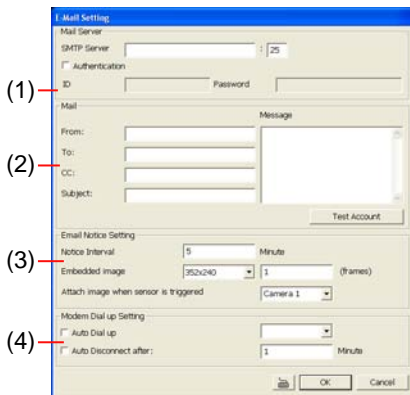 E-Mail Setting
Mail Server
SMTP Server : 25
Authentication
(1)
ID Password
Mail
Message
From:
To:
(2)
CC:
Subject:
Test Account
Email Notice Setting
Notice Interval 5 Minute
(3)
Embedded image 352x240 1 (frames)
Attach image when sensor is triggered Camera 1
Modem Dial up Setting
Auto Dial up
(4)
Auto Disconnect after: 1 Minute
OK Cancel